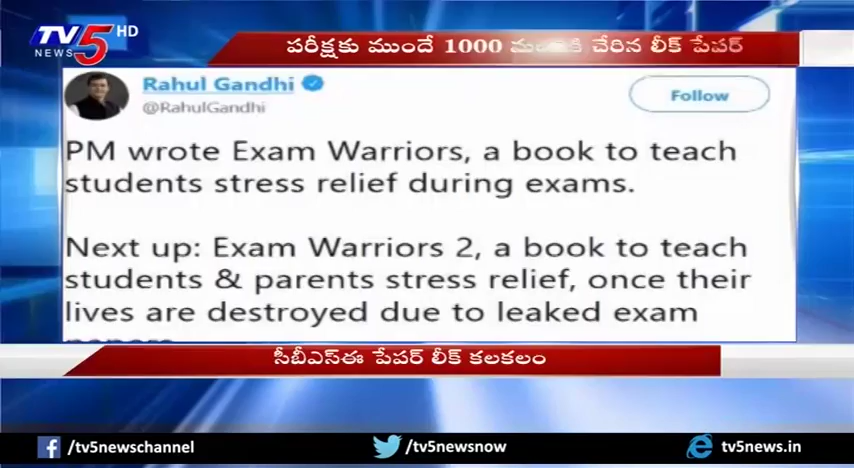 TV5 HD
NEWS
పరీక్షకు ముందే 1000 చేరిన లీక్ పేపర్
Rahul Gandhi
@RahulGandhi
Follow
PM wrote Exam Warriors, a book to teach
students stress relief during exams.
Next up: Exam Warriors 2, a book to teach
students & parents stress relief, once their
lives are destroyed due to leaked exam
సీబీఎస్ఈ పేపర్ లీక్ కలకలం
/tv5newschannel
/tv5newsnow
tv5news.in